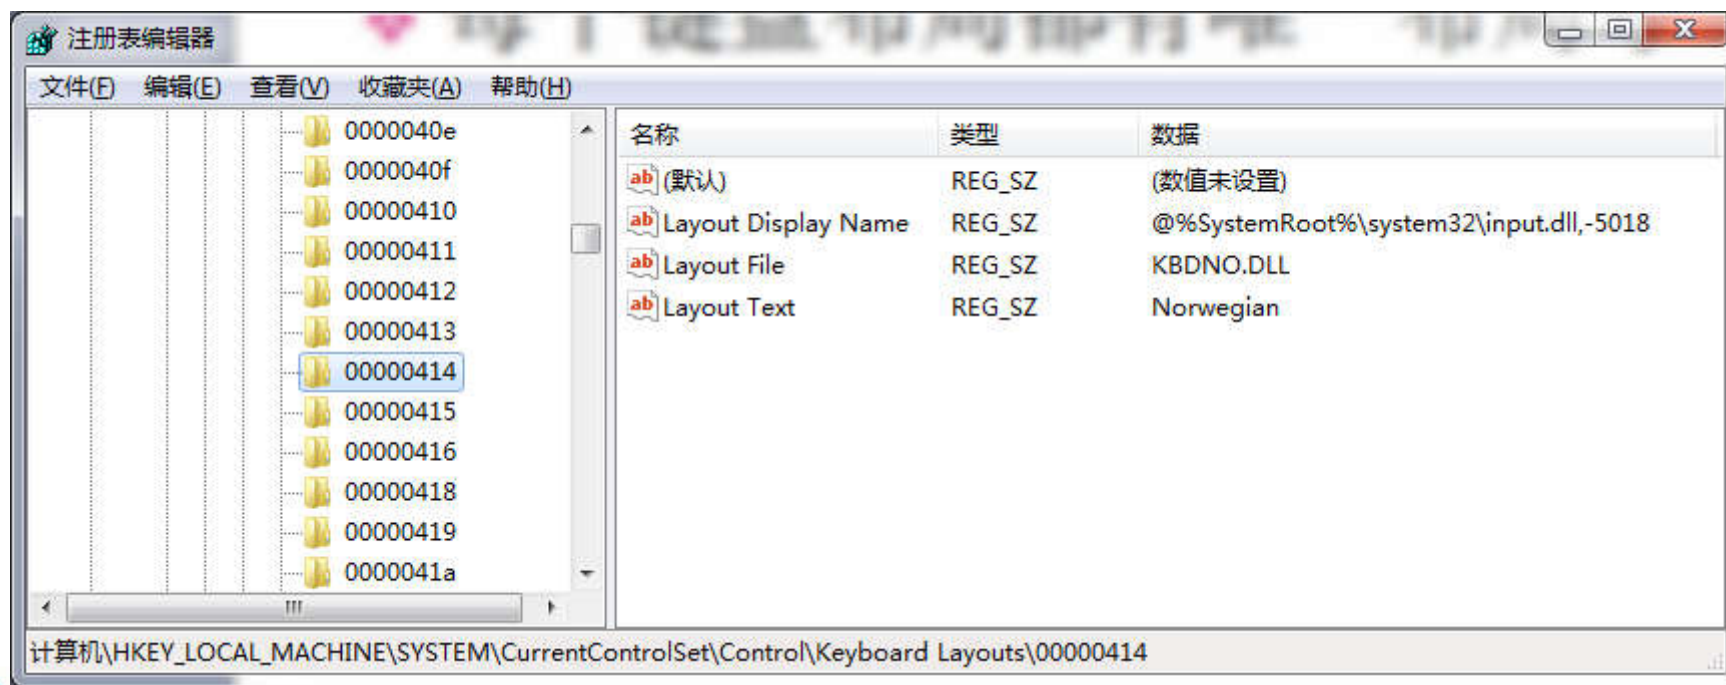 注册表编辑器
文件(F) 编辑(E) 查看(V) 收藏夹(A) 帮助(H)
0000040e
0000040f
00000410
00000411
00000412
00000413
00000414
00000415
00000416
00000418
00000419
0000041a
名称 类型 数据
(默认) REG_SZ (数值未设置)
Layout Display Name REG_SZ @%SystemRoot%\system32\input.dll,-5018
Layout File REG_SZ KBDNO.DLL
Layout Text REG_SZ Norwegian
计算机\HKEY_LOCAL_MACHINE\SYSTEM\CurrentControlSet\Control\Keyboard Layouts\00000414